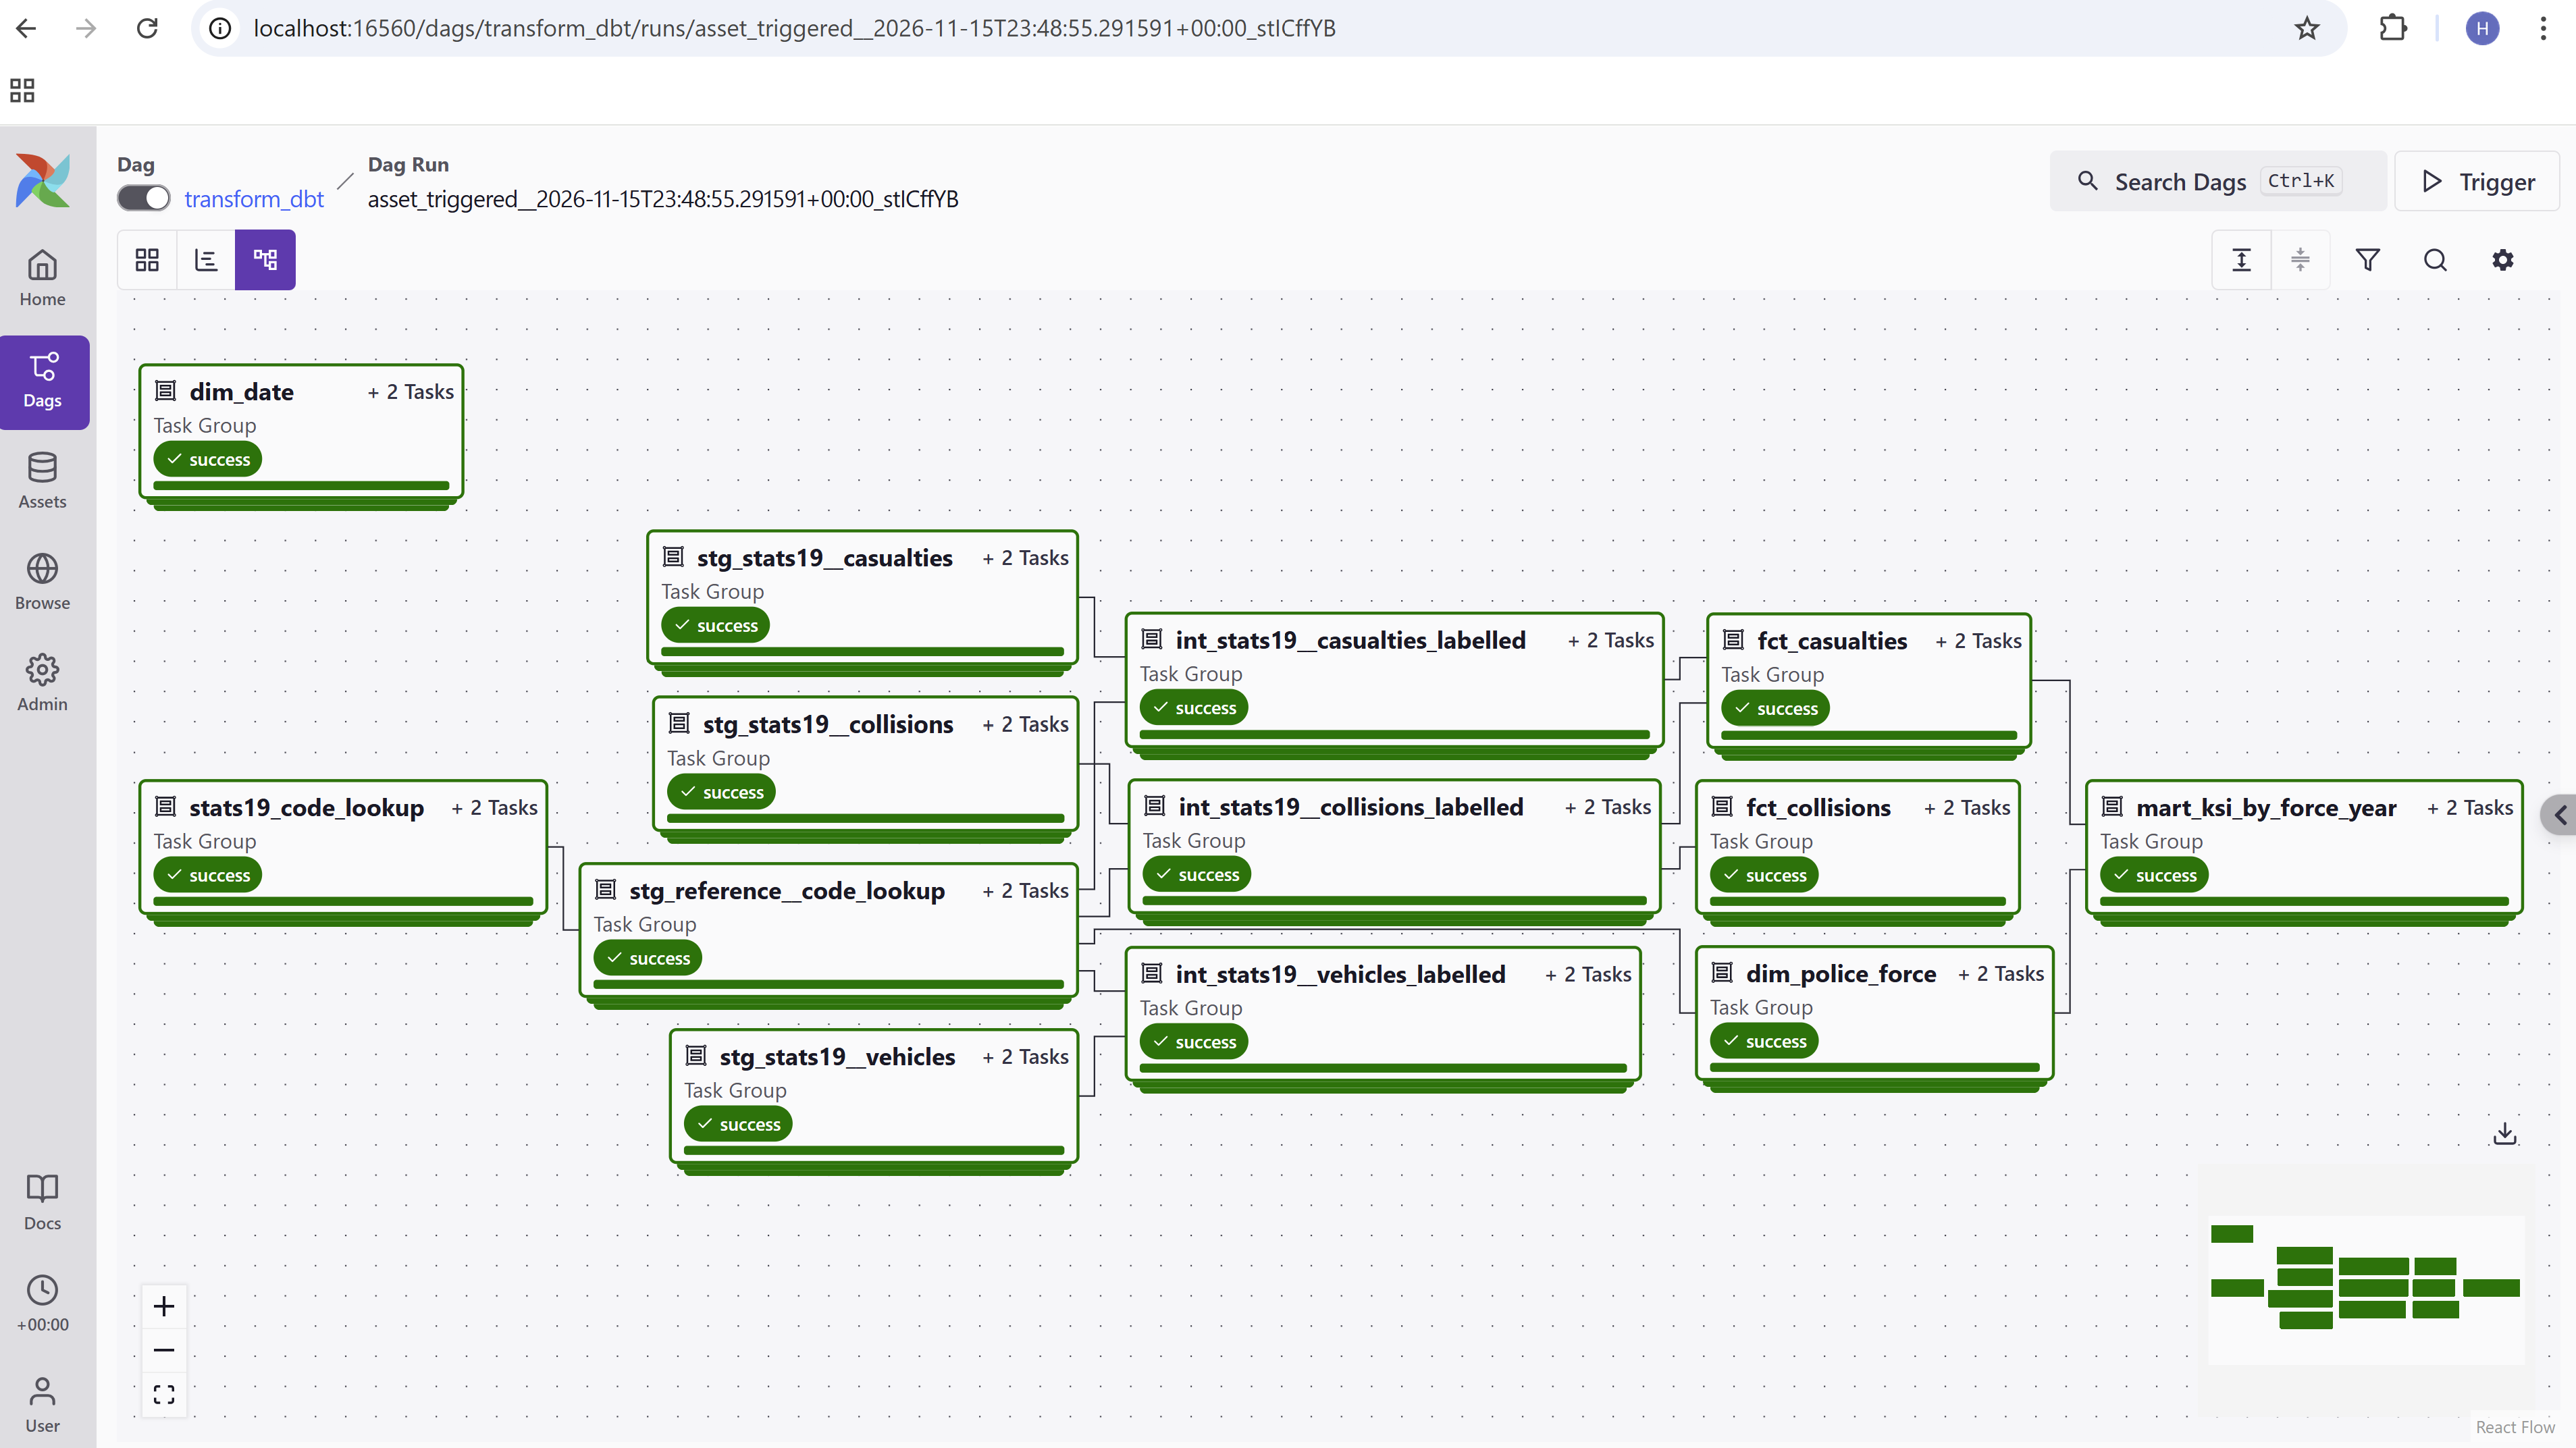 localhost:16560/dags/transform_dbt/runs/asset_triggered__2026-11-15T23:48:55.291591+00:00_stlCffYB
H
Dag
transform_dbt
Dag Run
asset_triggered__2026-11-15T23:48:55.291591+00:00_stlCffYB
Search Dags Ctrl+K
Trigger
Home
Dags
Assets
Browse
Admin
Docs
+00:00
User
dim_date + 2 Tasks
Task Group
success
stg_stats19__casualties + 2 Tasks
Task Group
success
stg_stats19__collisions + 2 Tasks
Task Group
success
stats19_code_lookup + 2 Tasks
Task Group
success
stg_reference__code_lookup + 2 Tasks
Task Group
success
stg_stats19__vehicles + 2 Tasks
Task Group
success
int_stats19__casualties_labelled + 2 Tasks
Task Group
success
int_stats19__collisions_labelled + 2 Tasks
Task Group
success
int_stats19__vehicles_labelled + 2 Tasks
Task Group
success
fct_casualties + 2 Tasks
Task Group
success
fct_collisions + 2 Tasks
Task Group
success
dim_police_force + 2 Tasks
Task Group
success
mart_ksi_by_force_year + 2 Tasks
Task Group
success
React Flow